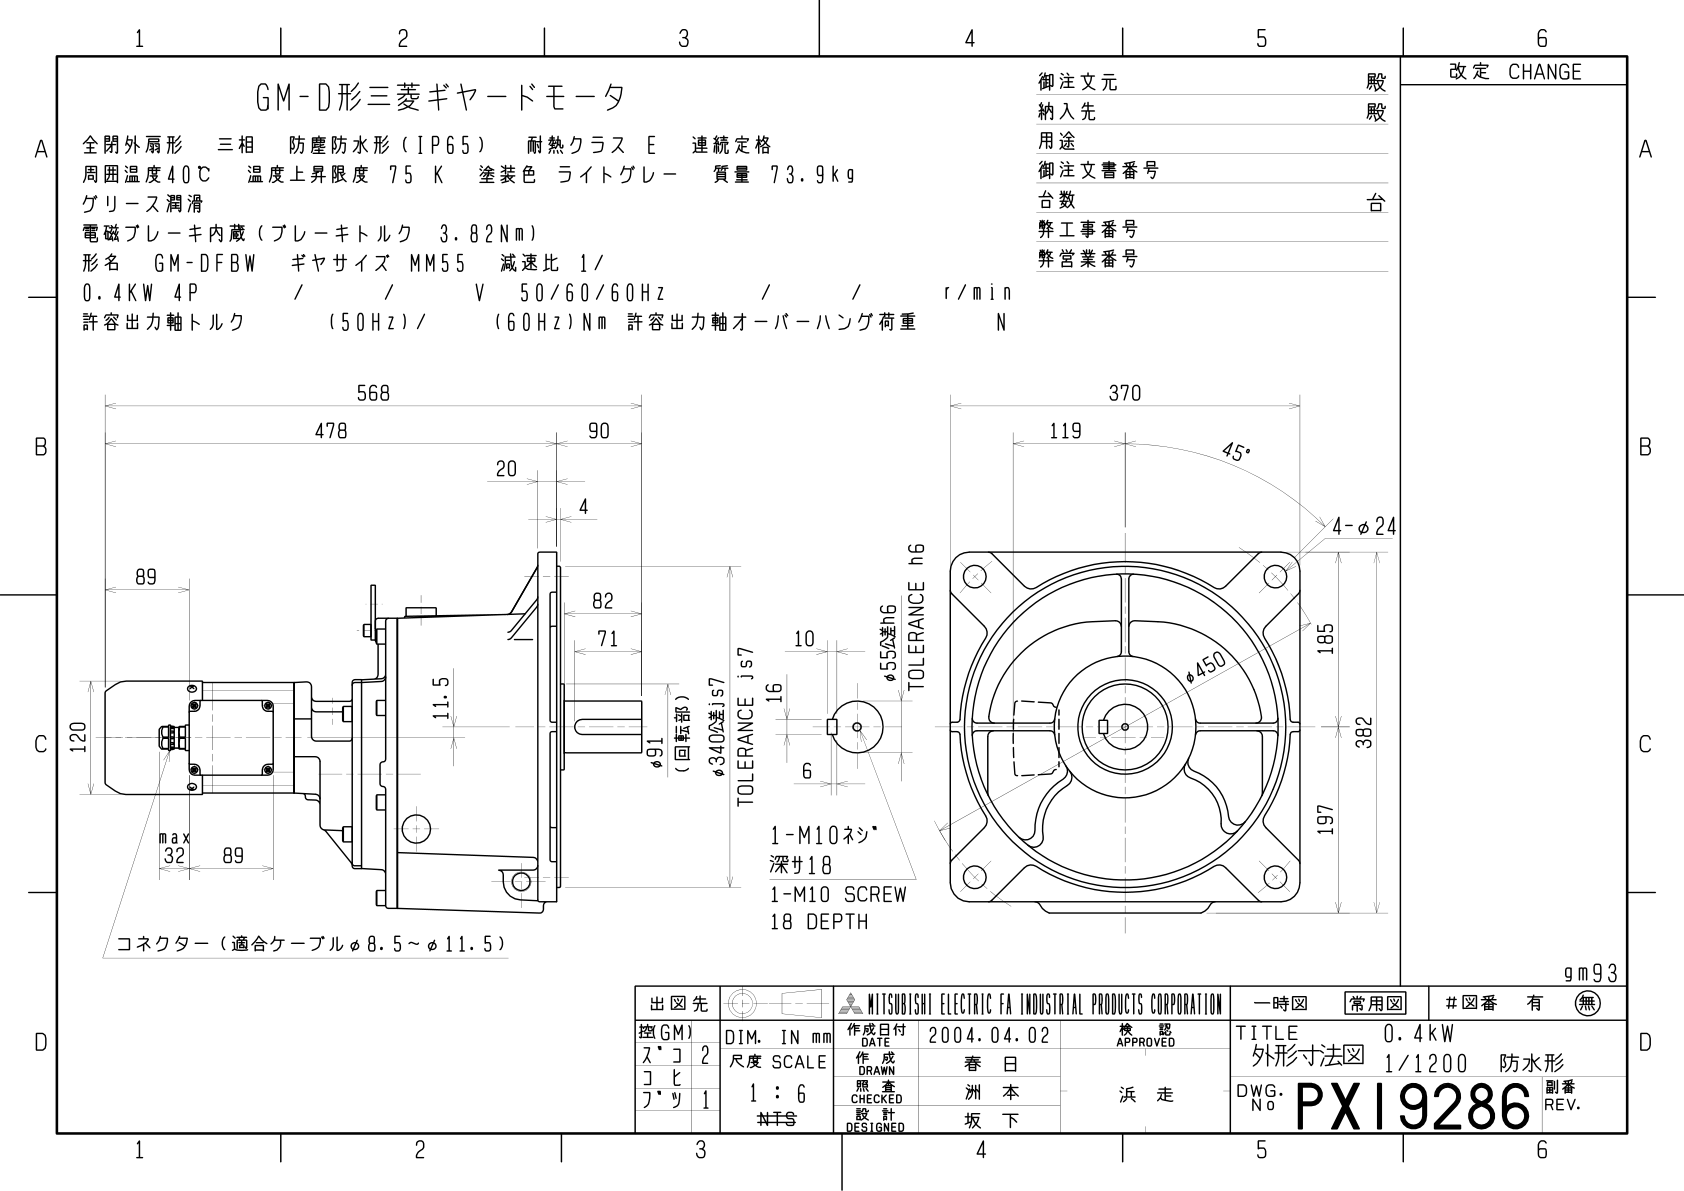 1 2 3 4 5 6
A A
B B
C C
D D
改定 CHANGE
GM-D形三菱ギヤードモータ
全閉外扇形 三相 防塵防水形(IP65) 耐熱クラス E 連続定格
周囲温度40℃ 温度上昇限度 75 K 塗装色 ライトグレー 質量 73.9kg
グリース潤滑
電磁ブレーキ内蔵(ブレーキトルク 3.82Nm)
形名 GM-DFBW ギヤサイズ MM55 減速比 1/
0.4KW 4P / / V 50/60/60Hz / / r/min
許容出力軸トルク (50Hz)/ (60Hz)Nm 許容出力軸オーバーハング荷重 N
御注文元 殿
納入先 殿
用途
御注文書番号
台数 台
弊工事番号
弊営業番号
568
478 90
20
4
89
82
71
11.5
120
max
32 89
φ91
(回転部)
φ340公差js7
TOLERANCE js7
コネクター(適合ケーブルφ8.5~φ11.5)
10
16
6
φ55公差h6
TOLERANCE h6
1-M10ネジ
深サ18
1-M10 SCREW
18 DEPTH
370
119
45°
4-φ24
φ450
185
382
197
gm93
出図先
控(GM)
スﾞコ 2
コヒ
フﾞツ 1
DIM. IN mm
尺度 SCALE
1 : 6
NTS
MITSUBISHI ELECTRIC FA INDUSTRIAL PRODUCTS CORPORATION
作成日付 DATE 2004.04.02
作成 DRAWN 春日
照査 CHECKED 洲本
設計 DESIGNED 坂下
検認 APPROVED
浜走
一時図 常用図 #図番 有 無
TITLE 0.4kW
外形寸法図 1/1200 防水形
DWG. No PX19286 副番 REV.
1 2 3 4 5 6